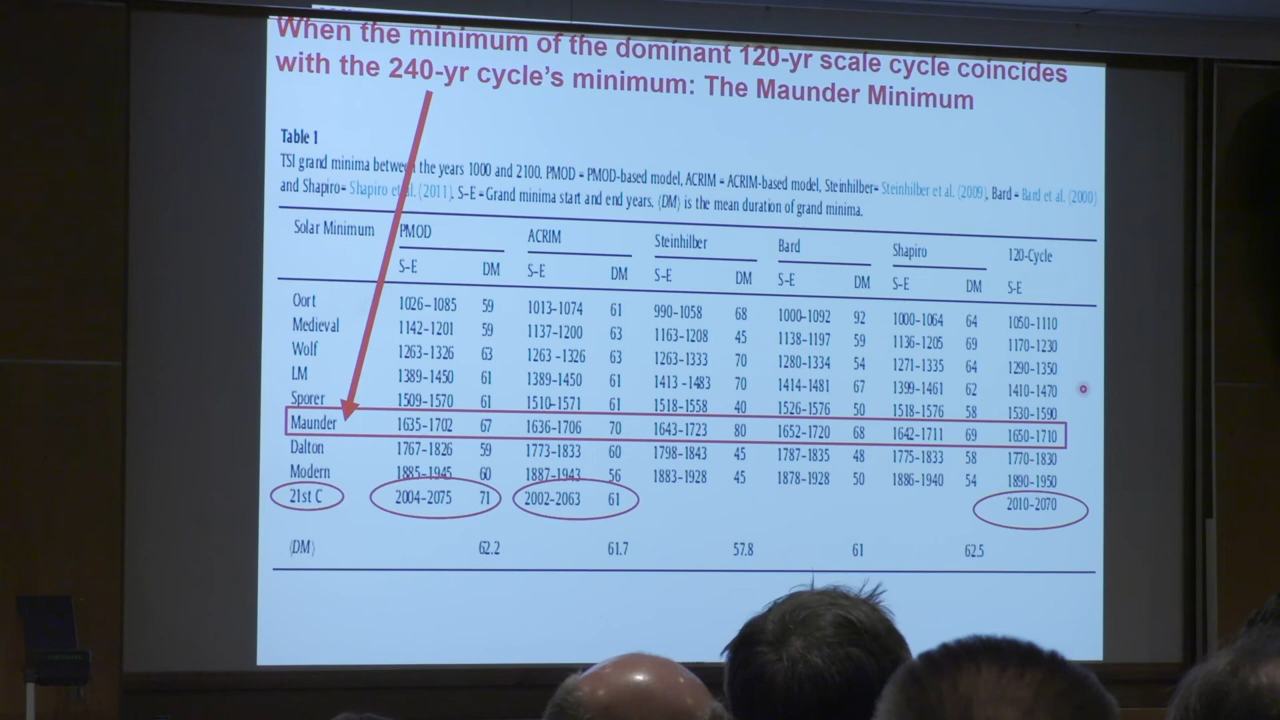 When the minimum of the dominant 120-yr scale cycle coincides
with the 240-yr cycle's minimum: The Maunder Minimum
Table 1
TSI grand minima between the years 1000 and 2100. PMOD = PMOD-based model, ACRIM = ACRIM-based model, Steinhilber= Steinhilber et al. (2009), Bard = Bard et al. (2000)
and Shapiro= Shapiro et al. (2011). S–E = Grand minima start and end years. ⟨DM⟩ is the mean duration of grand minima.
Solar Minimum PMOD ACRIM Steinhilber Bard Shapiro 120-Cycle
S–E DM S–E DM S–E DM S–E DM S–E DM S–E
Oort 1026–1085 59 1013–1074 61 990–1058 68 1000–1092 92 1000–1064 64 1050–1110
Medieval 1142–1201 59 1137–1200 63 1163–1208 45 1138–1197 59 1136–1205 69 1170–1230
Wolf 1263–1326 63 1263–1326 63 1263–1333 70 1280–1334 54 1271–1335 64 1290–1350
LM 1389–1450 61 1389–1450 61 1413–1483 70 1414–1481 67 1399–1461 62 1410–1470
Sporer 1509–1570 61 1510–1571 61 1518–1558 40 1526–1576 50 1518–1576 58 1530–1590
Maunder 1635–1702 67 1636–1706 70 1643–1723 80 1652–1720 68 1642–1711 69 1650–1710
Dalton 1767–1826 59 1773–1833 60 1798–1843 45 1787–1835 48 1775–1833 58 1770–1830
Modern 1885–1945 60 1887–1943 56 1883–1928 45 1878–1928 50 1886–1940 54 1890–1950
21st C 2004–2075 71 2002–2063 61 2010–2070
⟨DM⟩ 62.2 61.7 57.8 61 62.5